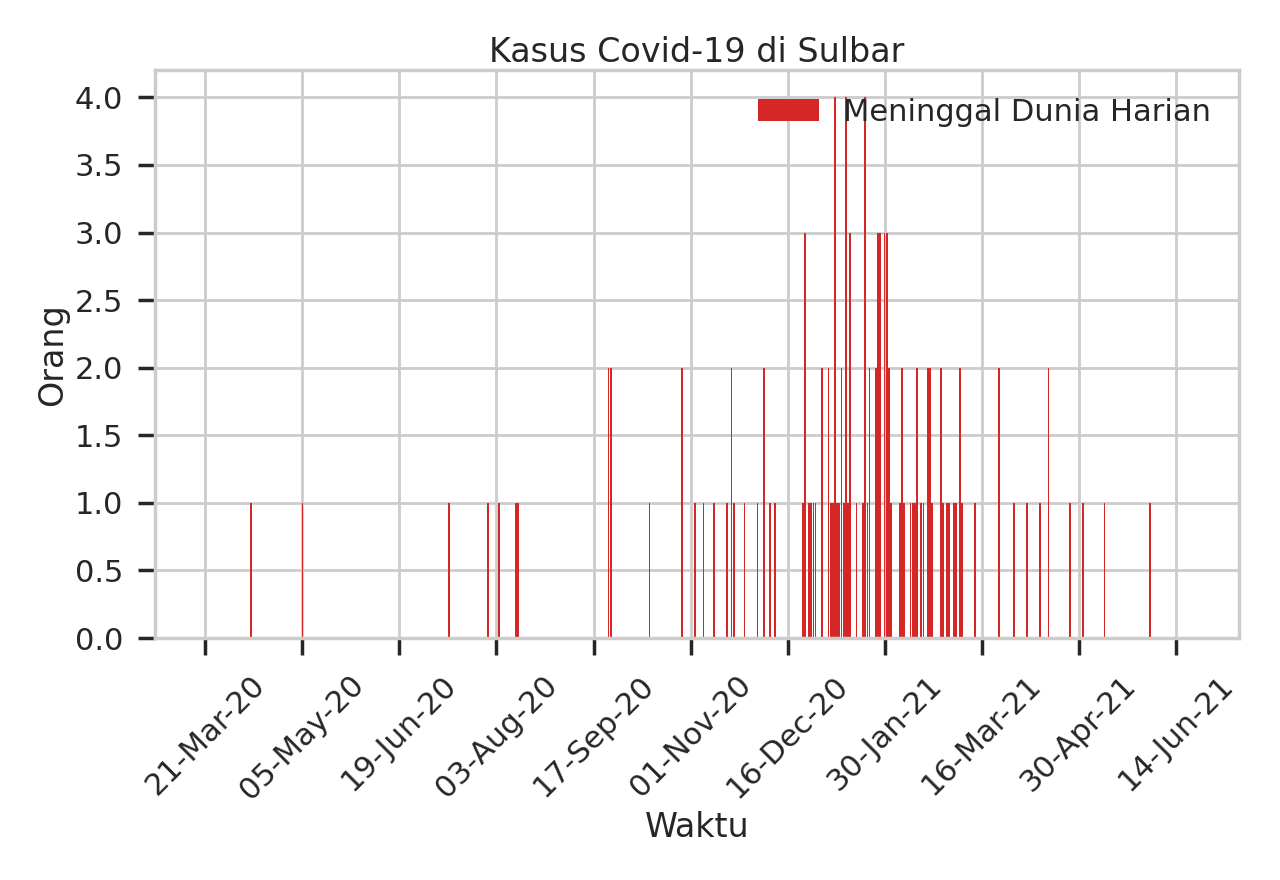 Kasus Covid-19 di Sulbar
Meninggal Dunia Harian
4.0
3.5
3.0
2.5
2.0
1.5
1.0
0.5
0.0
Orang
21-Mar-20
05-May-20
19-Jun-20
03-Aug-20
17-Sep-20
01-Nov-20
16-Dec-20
30-Jan-21
16-Mar-21
30-Apr-21
14-Jun-21
Waktu